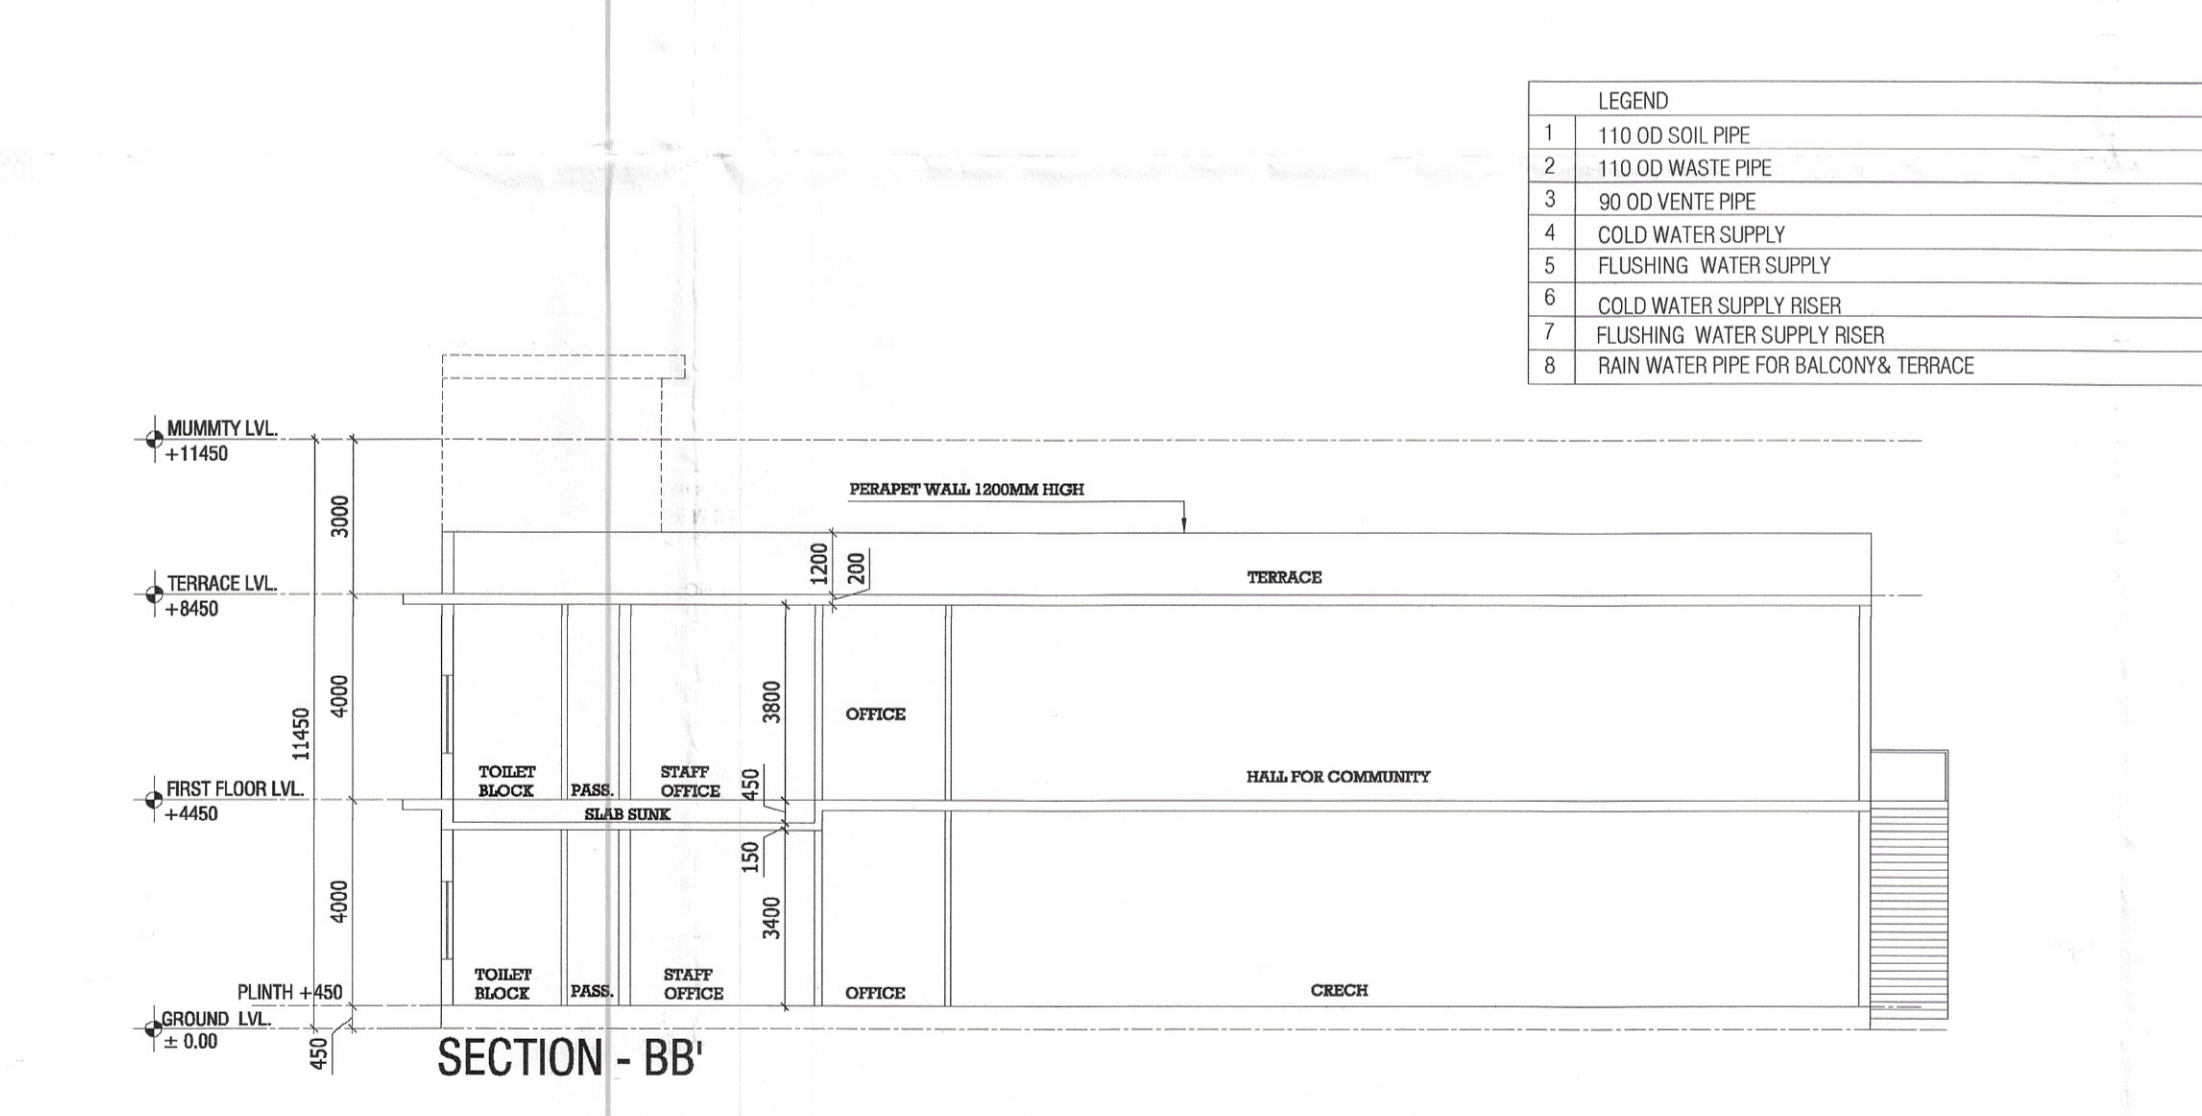 LEGEND
1 110 OD SOIL PIPE
2 110 OD WASTE PIPE
3 90 OD VENTE PIPE
4 COLD WATER SUPPLY
5 FLUSHING WATER SUPPLY
6 COLD WATER SUPPLY RISER
7 FLUSHING WATER SUPPLY RISER
8 RAIN WATER PIPE FOR BALCONY& TERRACE
MUMMTY LVL.
+11450
PERAPET WALL 1200MM HIGH
3000
1200
200
TERRACE
TERRACE LVL.
+8450
4000
3800
11450
OFFICE
TOILET
BLOCK
PASS.
STAFF
OFFICE
450
HALL FOR COMMUNITY
FIRST FLOOR LVL.
+4450
SLAB SUNK
150
4000
3400
TOILET
BLOCK
PASS.
STAFF
OFFICE
OFFICE
CRECH
PLINTH +450
GROUND LVL.
± 0.00
450
SECTION - BB'